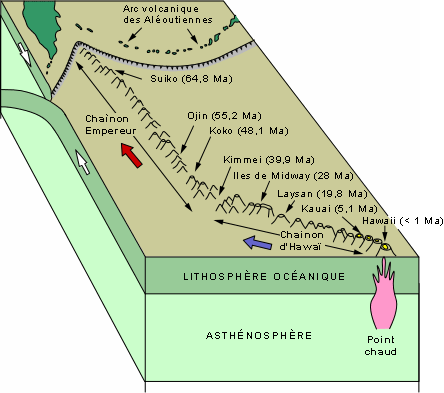 Arc volcanique
des Aléoutiennes
Suiko (64,8 Ma)
Ojin (55,2 Ma)
Chaînon
Empereur
Koko (48,1 Ma)
Kimmei (39,9 Ma)
Iles de Midway (28 Ma)
Laysan (19,8 Ma)
Kauai (5,1 Ma)
Hawaii (< 1 Ma)
Chainon
d'Hawaï
LITHOSPHÈRE OCÉANIQUE
ASTHÉNOSPHÈRE
Point
chaud